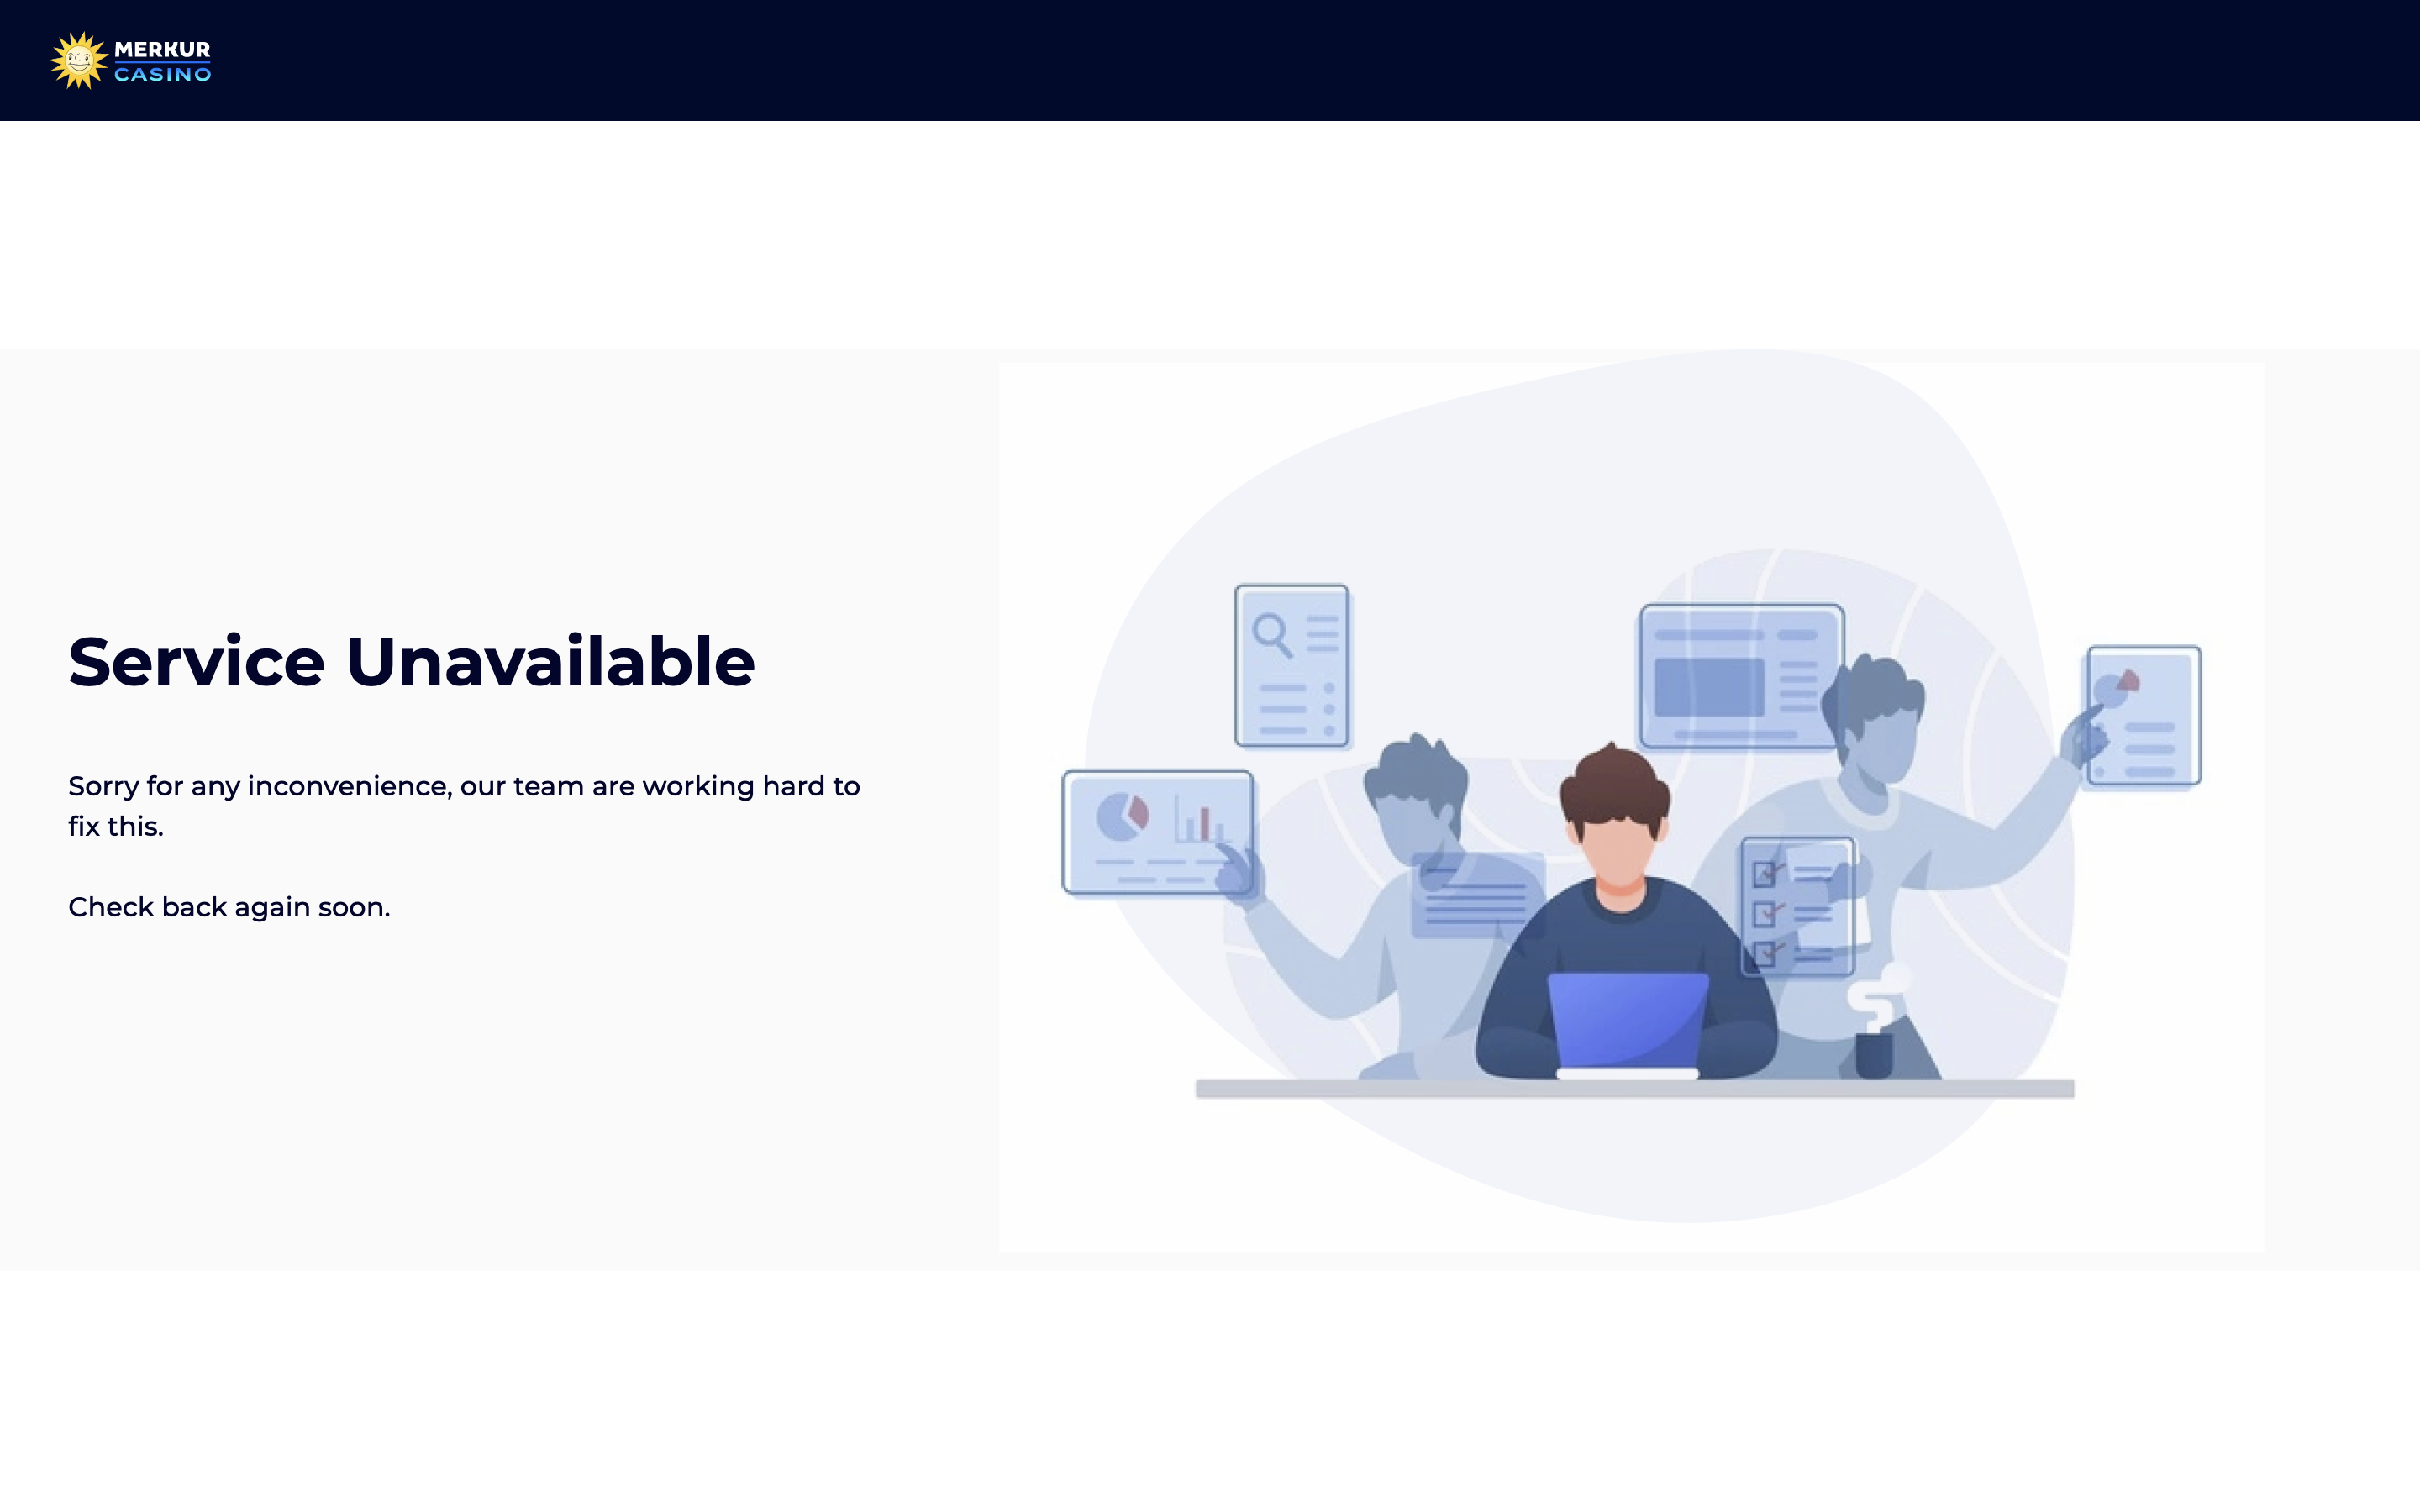 MERKUR
CASINO
Service Unavailable
Sorry for any inconvenience, our team are working hard to
fix this.
Check back again soon.